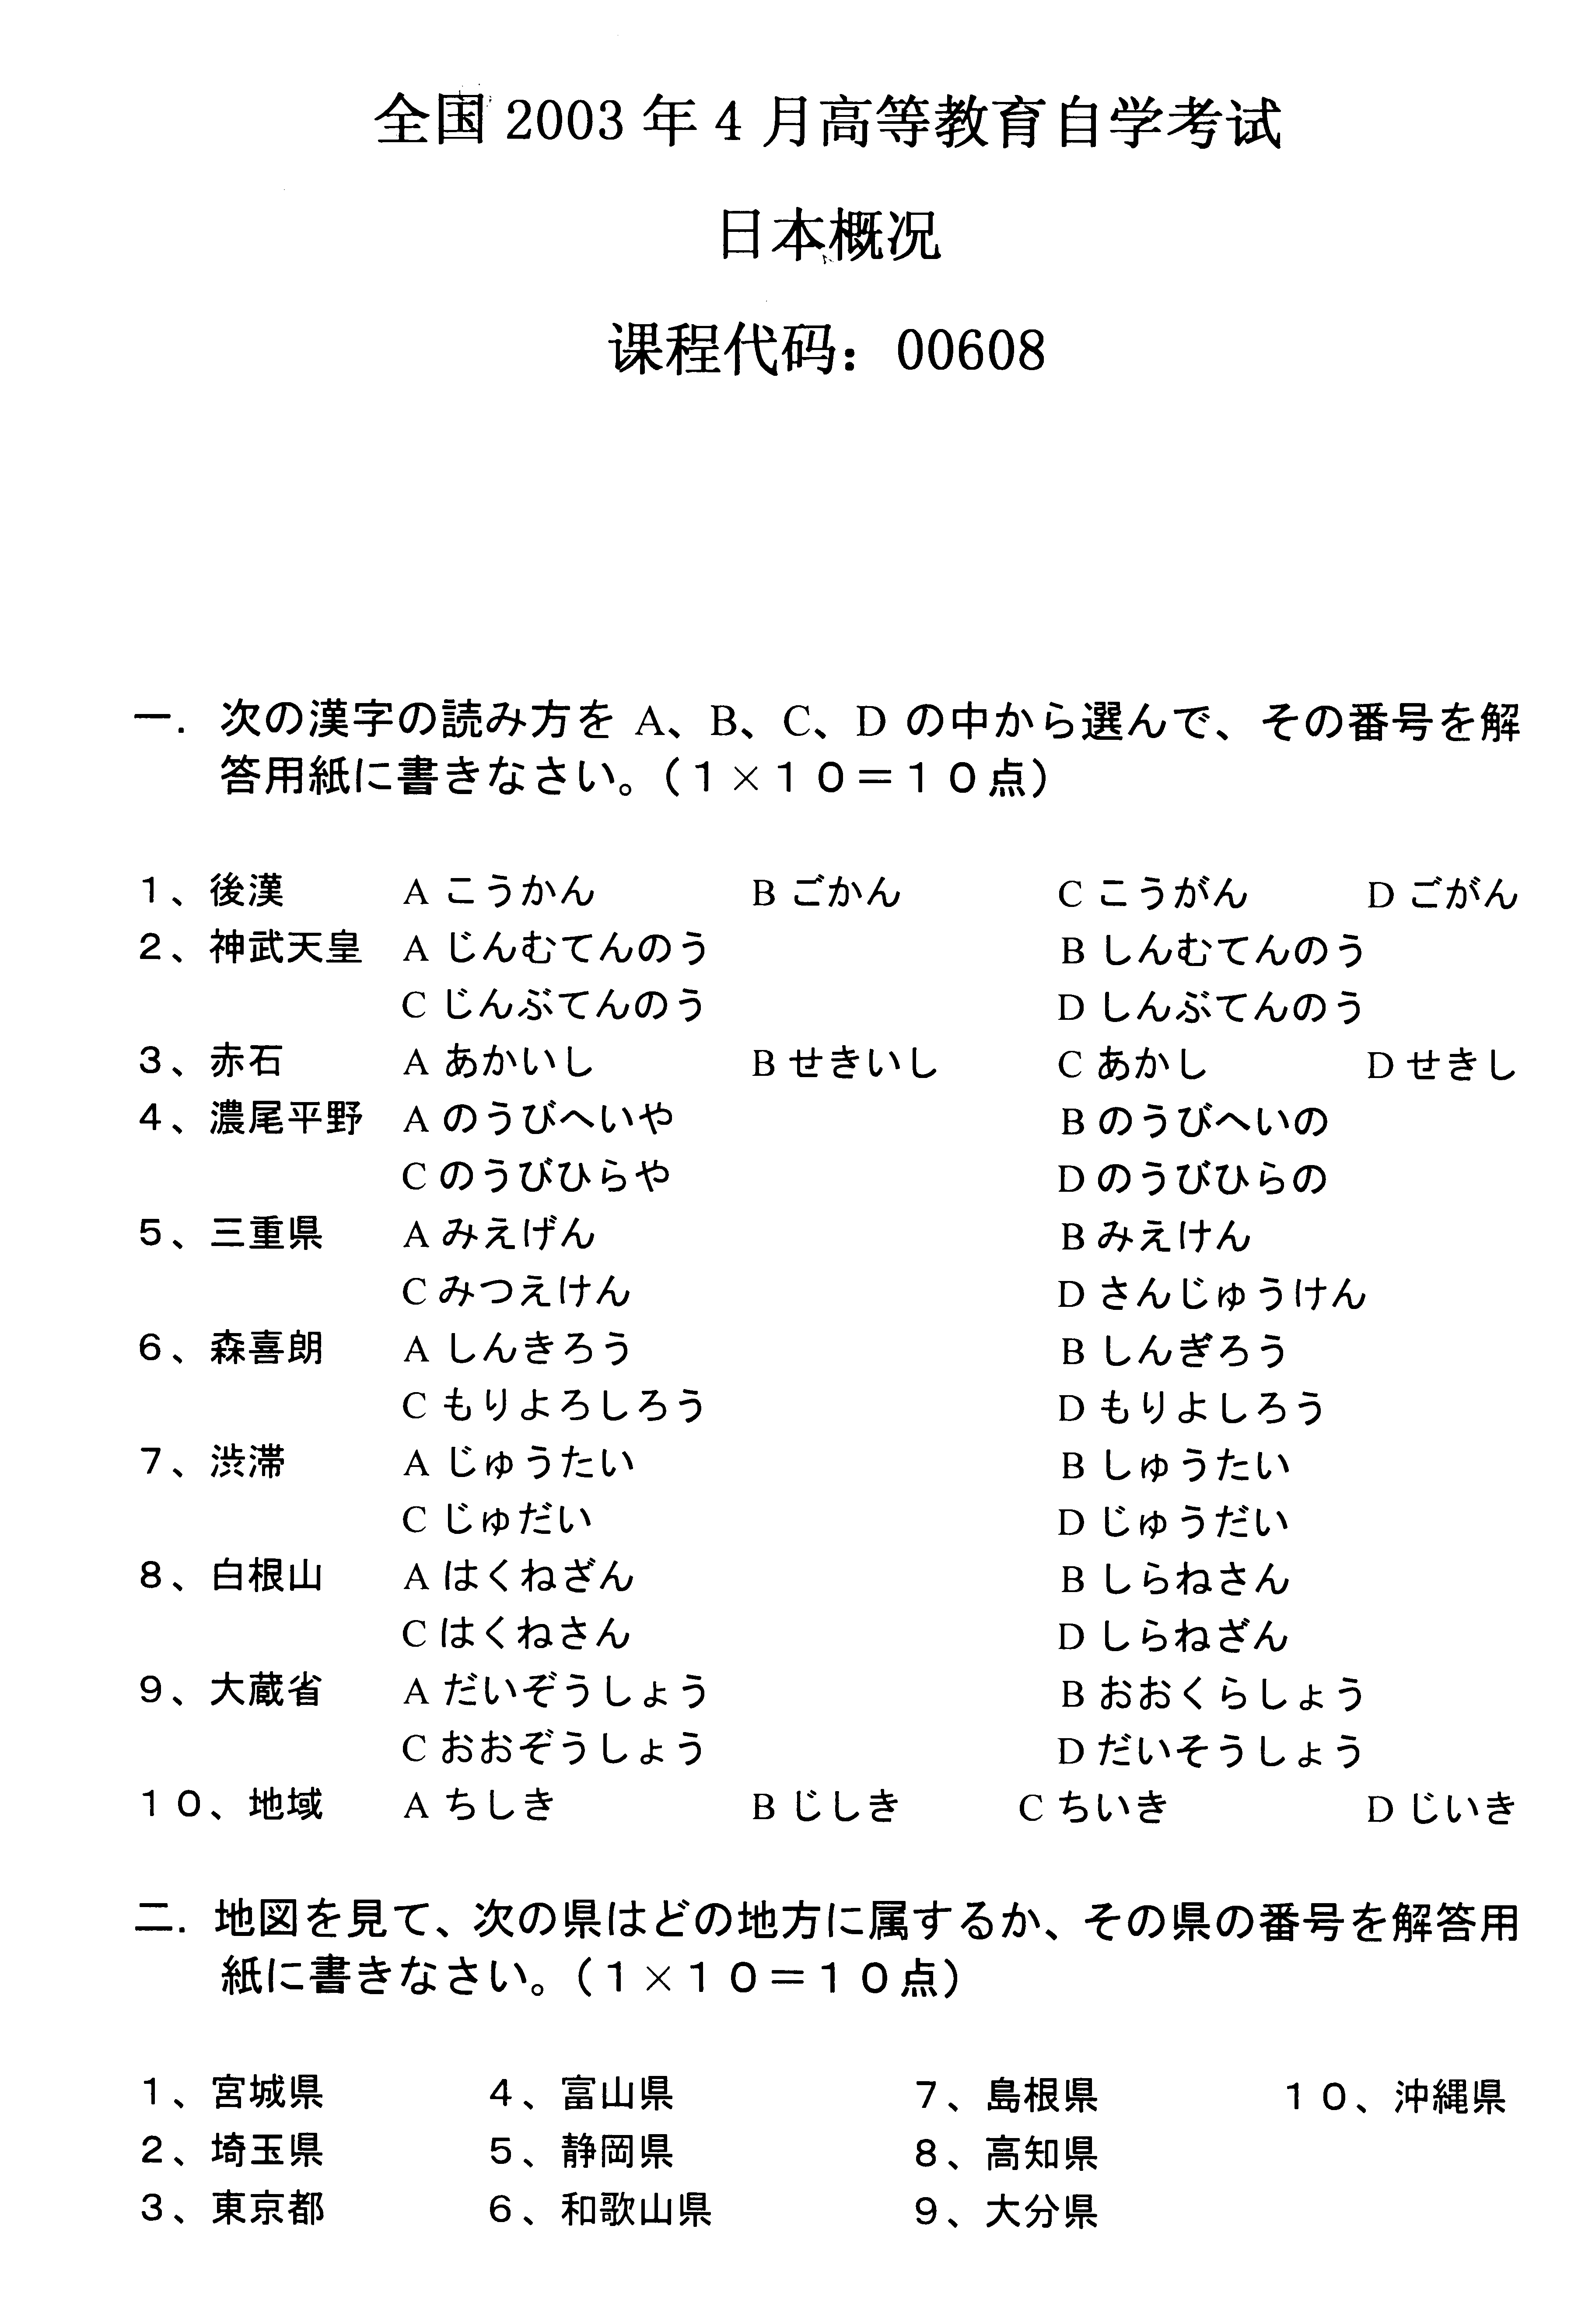 全国 2003 年 4 月高等教育自学考试
日本概况
课程代码：00608
一．次の漢字の読み方を A、B、C、D の中から選んで、その番号を解
答用紙に書きなさい。（１×１０＝１０点）
１、後漢 A こうかん B ごかん C こうがん D ごがん
２、神武天皇 A じんむてんのう B しんむてんのう
C じんぶてんのう D しんぶてんのう
３、赤石 A あかいし B せきいし C あかし D せきし
４、濃尾平野 A のうびへいや B のうびへいの
C のうびひらや D のうびひらの
５、三重県 A みえげん B みえけん
C みつえけん D さんじゅうけん
６、森喜朗 A しんきろう B しんぎろう
C もりよろしろう D もりよしろう
７、渋滞 A じゅうたい B しゅうたい
C じゅだい D じゅうだい
８、白根山 A はくねざん B しらねさん
C はくねさん D しらねざん
９、大蔵省 A だいぞうしょう B おおくらしょう
C おおぞうしょう D だいそうしょう
１０、地域 A ちしき B じしき C ちいき D じいき
二．地図を見て、次の県はどの地方に属するか、その県の番号を解答用
紙に書きなさい。（１×１０＝１０点）
１、宮城県 ４、富山県 ７、島根県 １０、沖縄県
２、埼玉県 ５、静岡県 ８、高知県
３、東京都 ６、和歌山県 ９、大分県